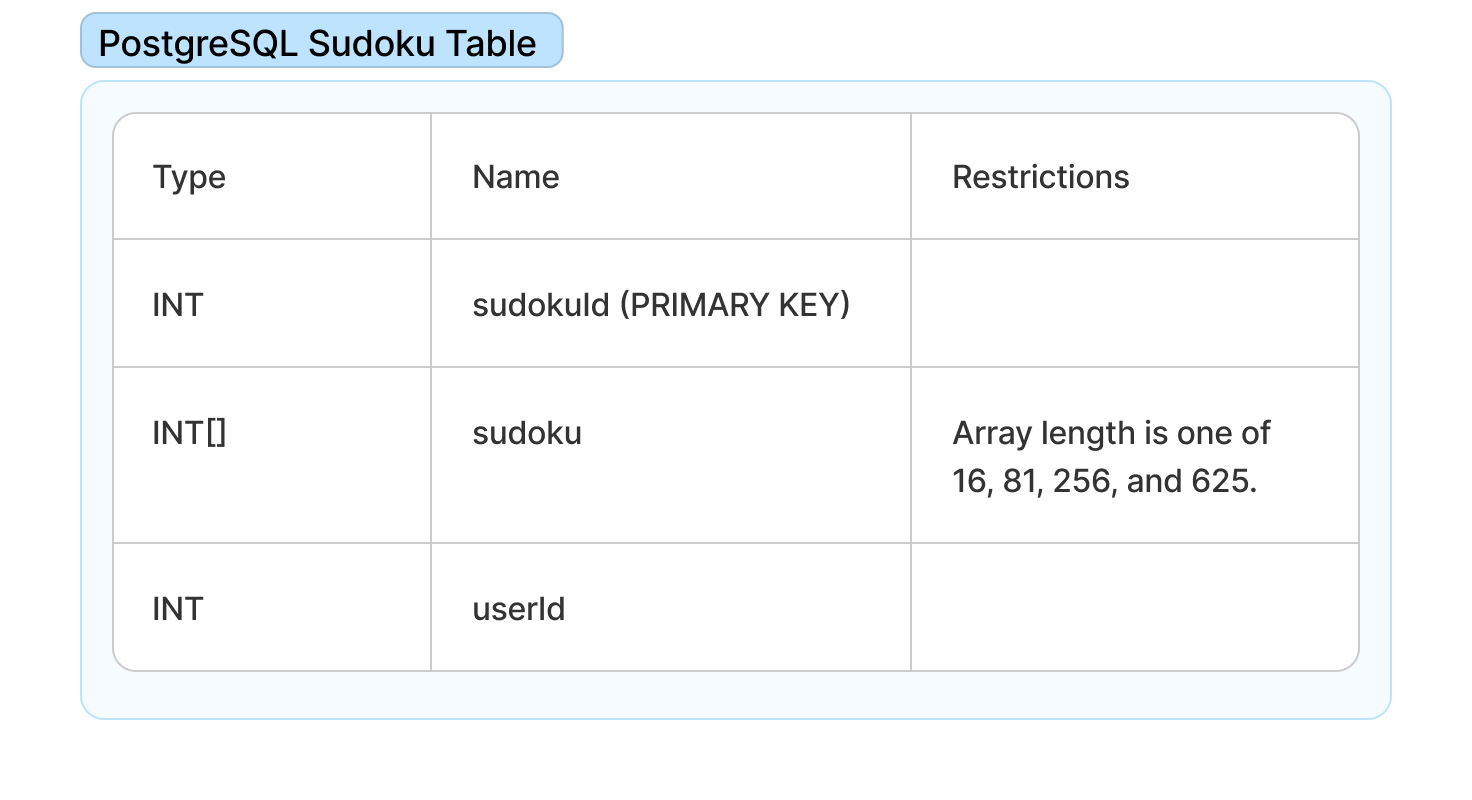 PostgreSQL Sudoku Table
Type Name Restrictions
INT sudokuId (PRIMARY KEY)
INT[] sudoku Array length is one of
16, 81, 256, and 625.
INT userId